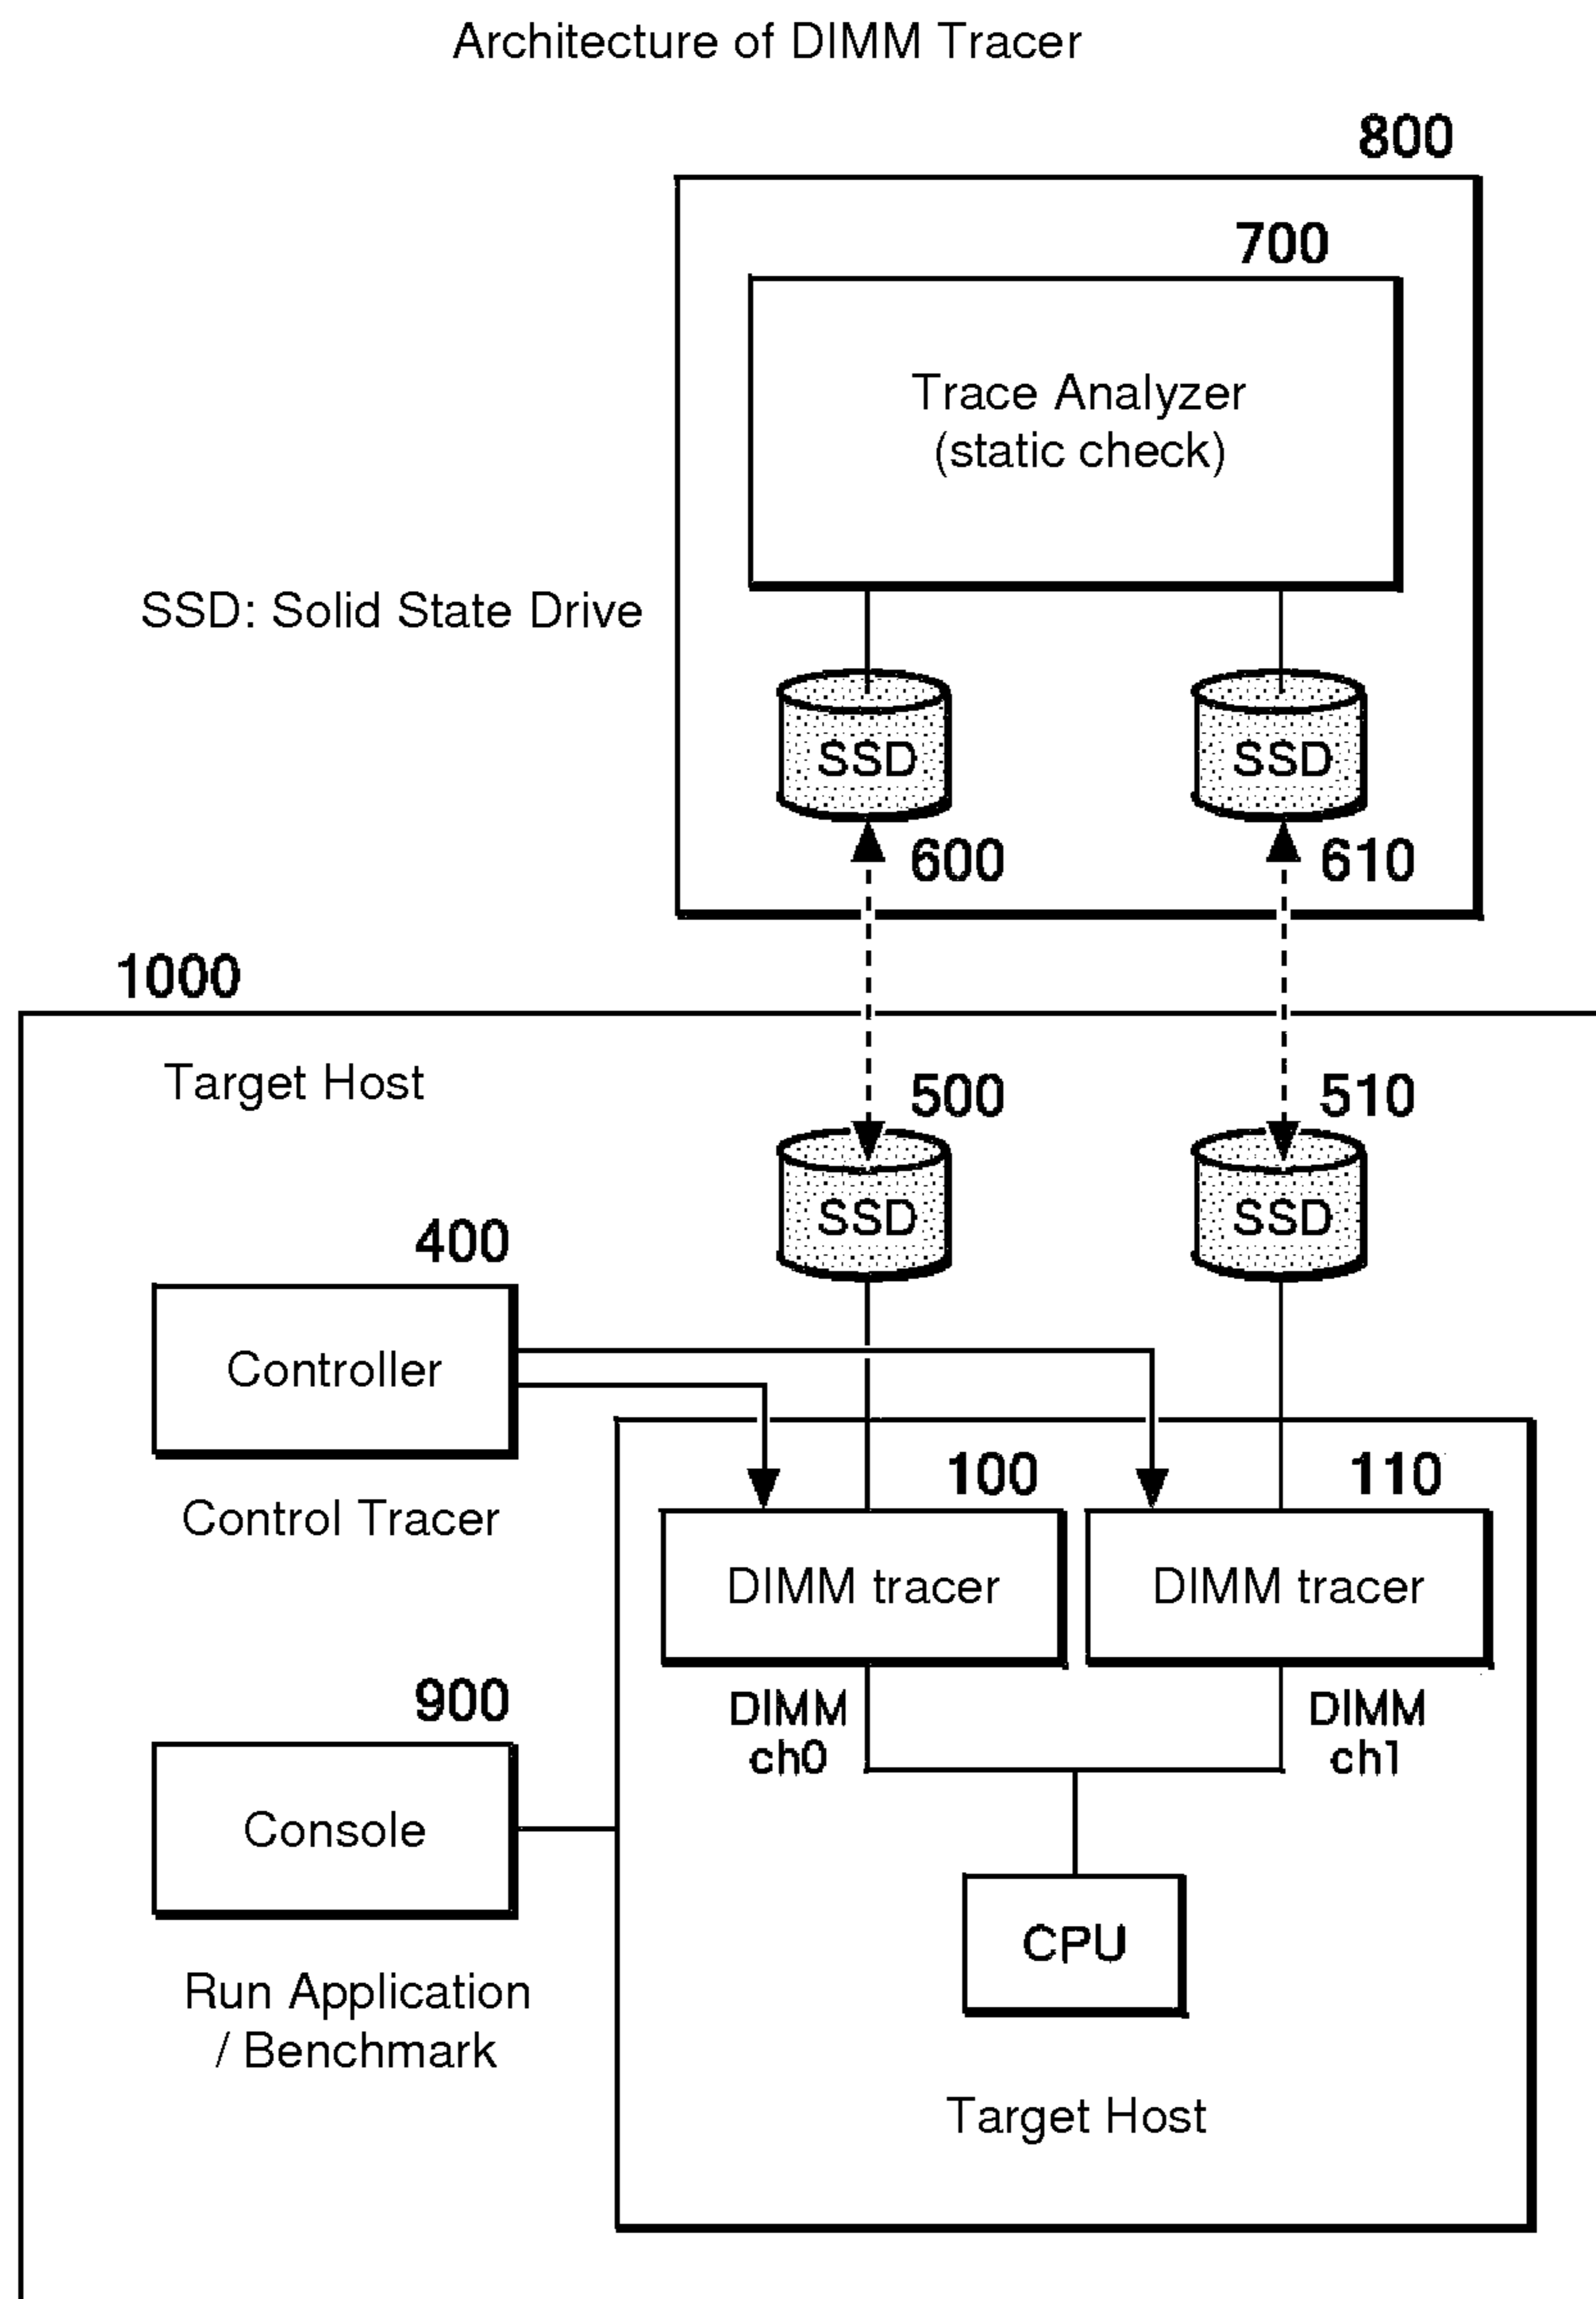 Architecture of DIMM Tracer
800
700
Trace Analyzer
(static check)
SSD: Solid State Drive
SSD
SSD
600
610
1000
Target Host
500
510
SSD
SSD
400
Controller
Control Tracer
100
110
DIMM tracer
DIMM tracer
DIMM
ch0
DIMM
ch1
900
Console
CPU
Run Application
/ Benchmark
Target Host